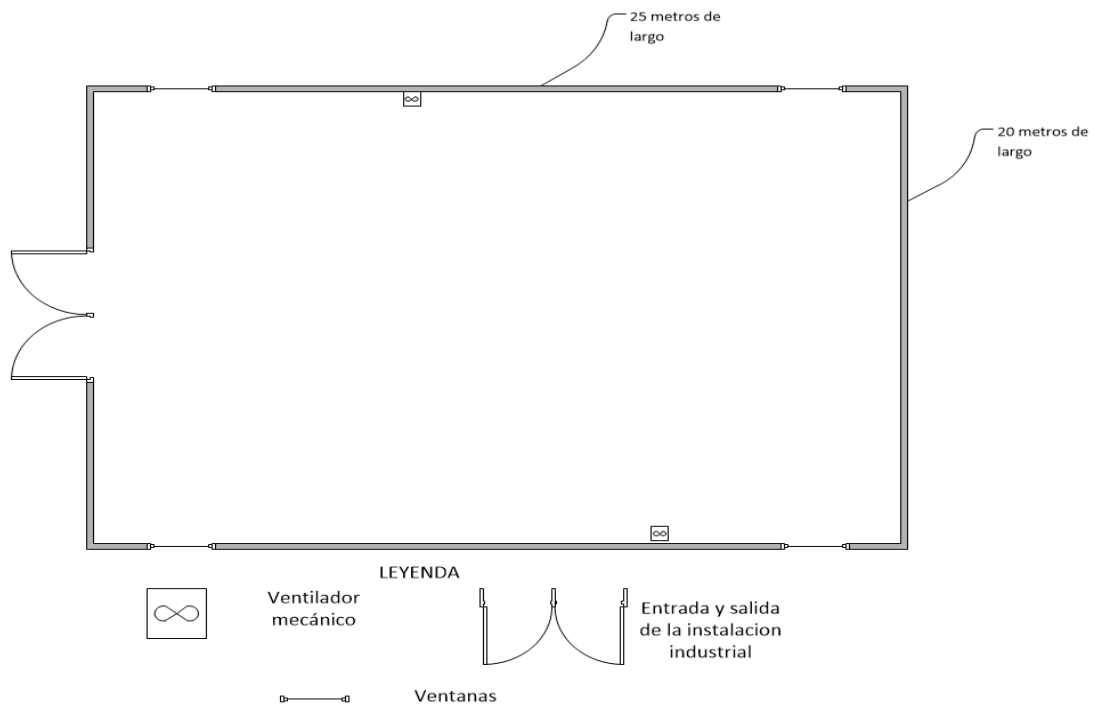 25 metros de
largo
20 metros de
largo
LEYENDA
Ventilador
mecánico
Entrada y salida
de la instalacion
industrial
Ventanas